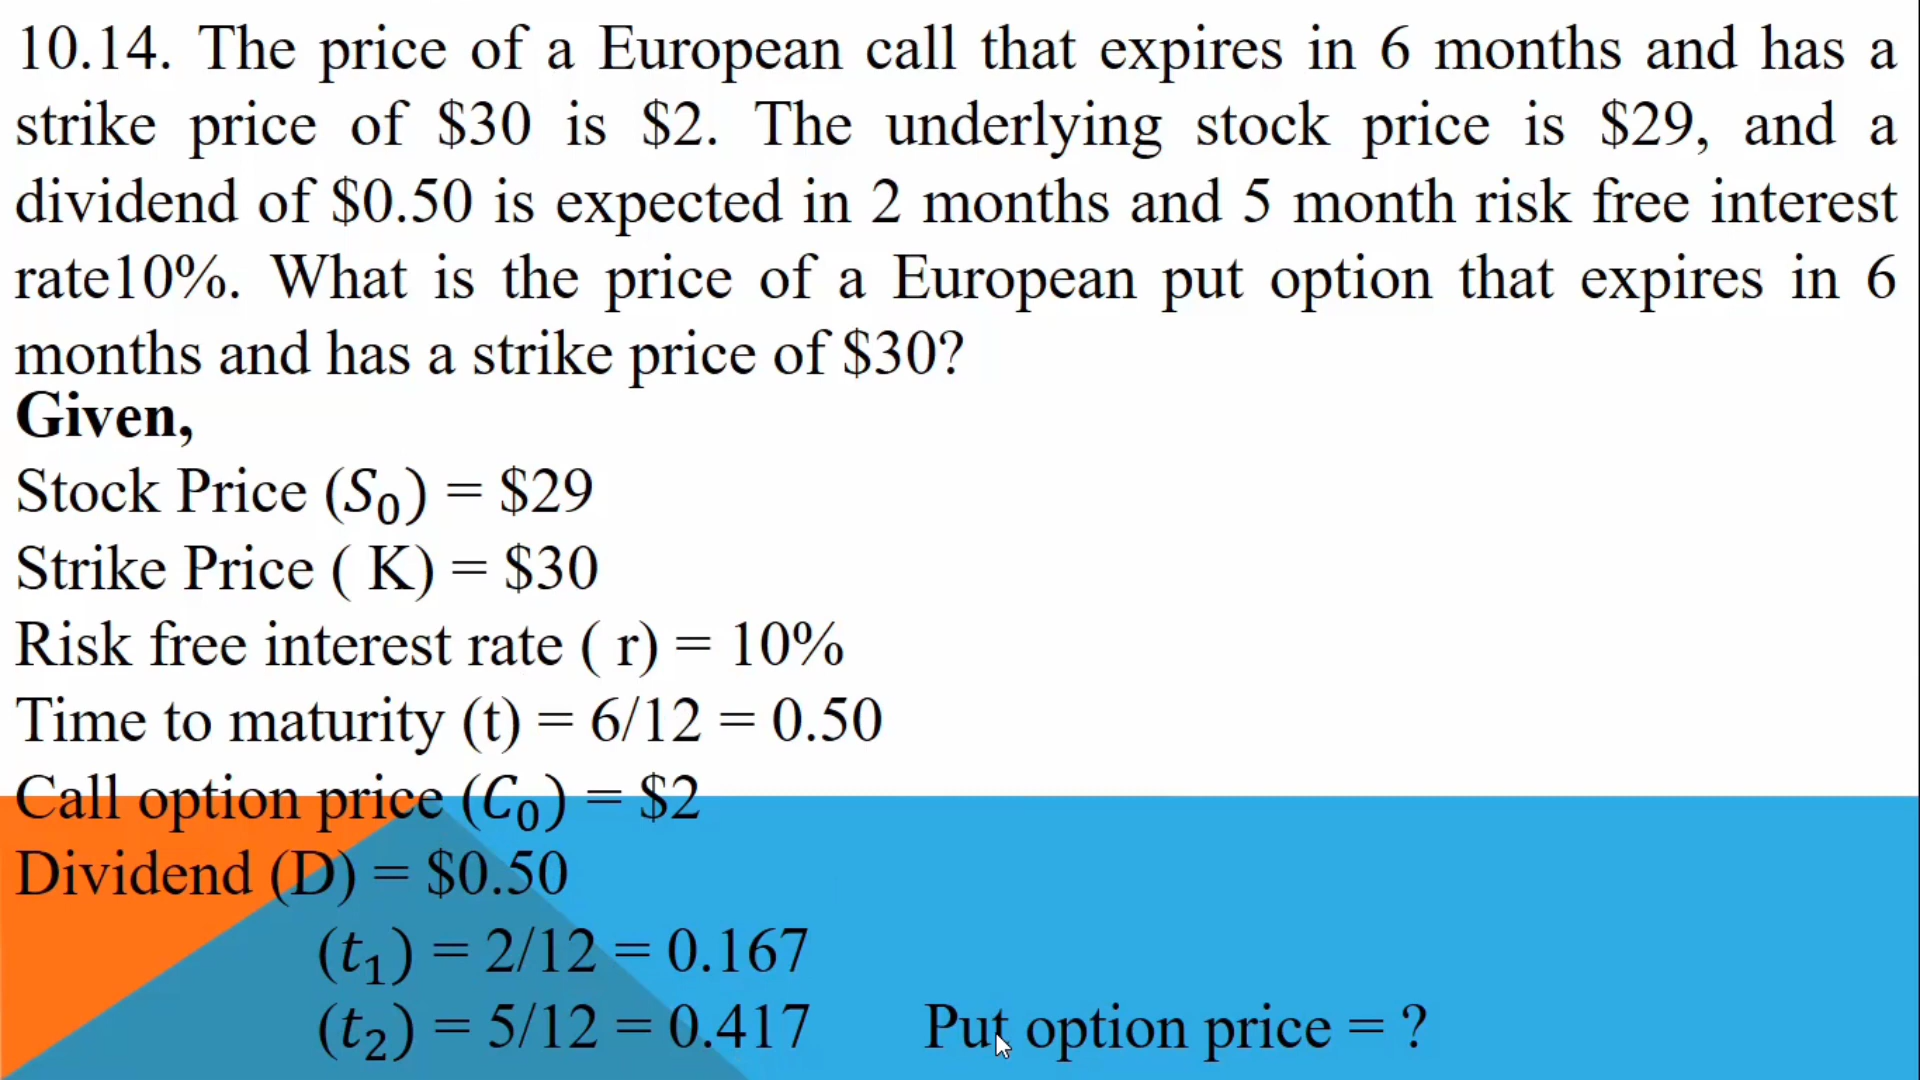 10.14. The price of a European call that expires in 6 months and has a
strike price of $30 is $2. The underlying stock price is $29, and a
dividend of $0.50 is expected in 2 months and 5 month risk free interest
rate10%. What is the price of a European put option that expires in 6
months and has a strike price of $30?
Given,
Stock Price (S₀) = $29
Strike Price ( K) = $30
Risk free interest rate ( r) = 10%
Time to maturity (t) = 6/12 = 0.50
Call option price (C₀) = $2
Dividend (D) = $0.50
(t₁) = 2/12 = 0.167
(t₂) = 5/12 = 0.417 Put option price = ?